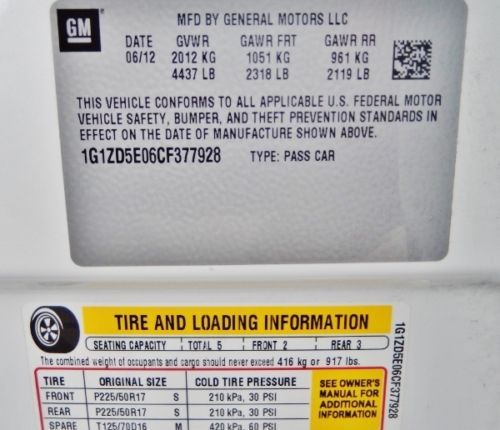 GM
MFD BY GENERAL MOTORS LLC
DATE GVWR GAWR FRT GAWR RR
06/12 2012 KG 1051 KG 961 KG
4437 LB 2318 LB 2119 LB
THIS VEHICLE CONFORMS TO ALL APPLICABLE U.S. FEDERAL MOTOR
VEHICLE SAFETY, BUMPER, AND THEFT PREVENTION STANDARDS IN
EFFECT ON THE DATE OF MANUFACTURE SHOWN ABOVE.
1G1ZD5E06CF377928 TYPE: PASS CAR
TIRE AND LOADING INFORMATION
SEATING CAPACITY TOTAL 5 FRONT 2 REAR 3
The combined weight of occupants and cargo should never exceed 416 kg or 917 lbs.
TIRE ORIGINAL SIZE COLD TIRE PRESSURE
FRONT P225/50R17 S 210 kPa, 30 PSI
REAR P225/50R17 S 210 kPa, 30 PSI
SPARE T125/70D16 M 420 kPa, 60 PSI
SEE OWNER'S
MANUAL FOR
ADDITIONAL
INFORMATION
1G1ZD5E06CF377928